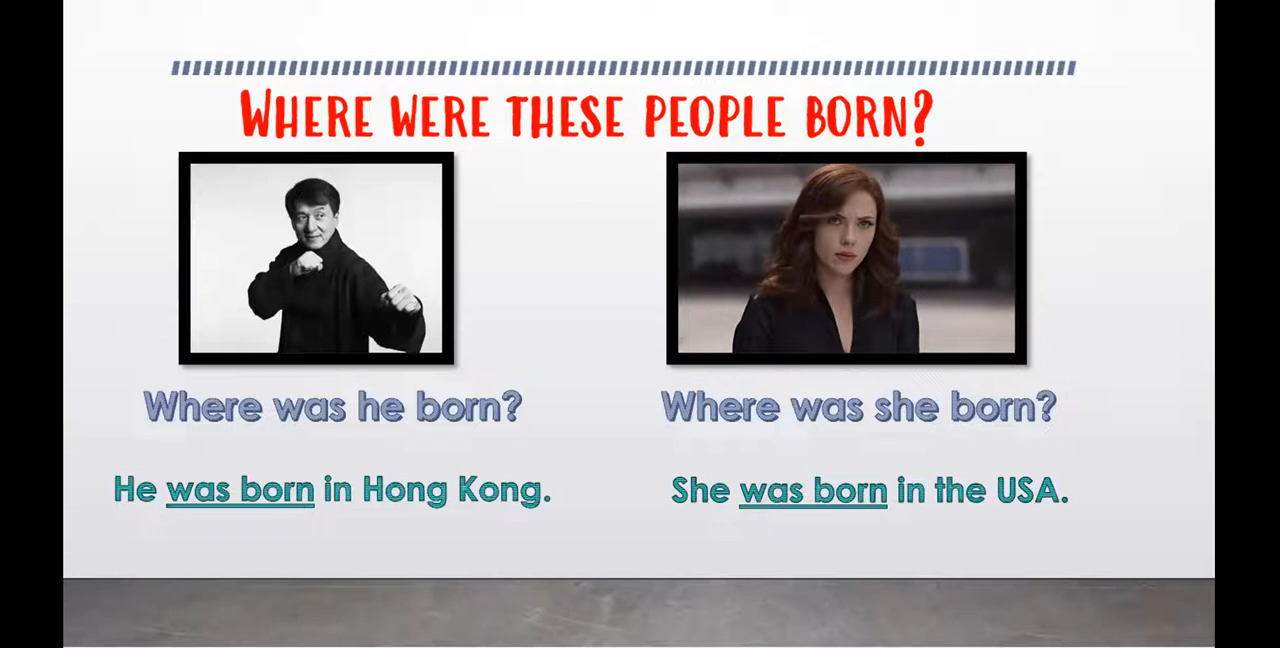 WHERE WERE THESE PEOPLE BORN?
Where was he born?
Where was she born?
He was born in Hong Kong.
She was born in the USA.